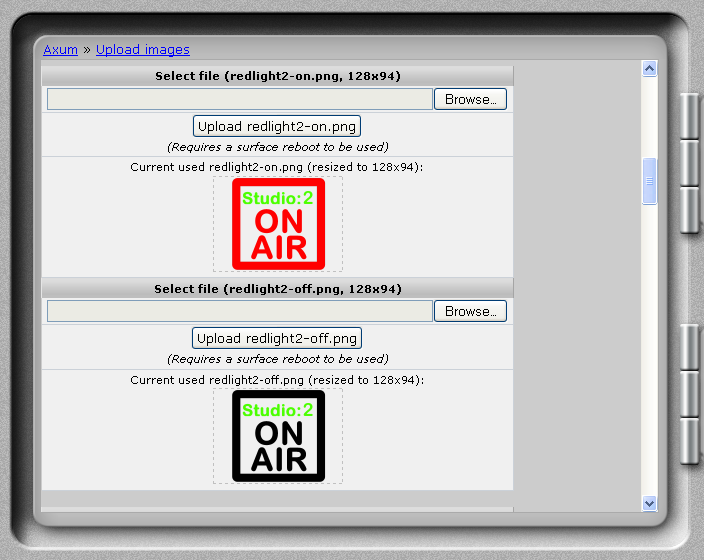 Axum » Upload images
Select file (redlight2-on.png, 128x94)
Browse...
Upload redlight2-on.png
(Requires a surface reboot to be used)
Current used redlight2-on.png (resized to 128x94):
Studio:2
ON
AIR
Select file (redlight2-off.png, 128x94)
Browse...
Upload redlight2-off.png
(Requires a surface reboot to be used)
Current used redlight2-off.png (resized to 128x94):
Studio:2
ON
AIR